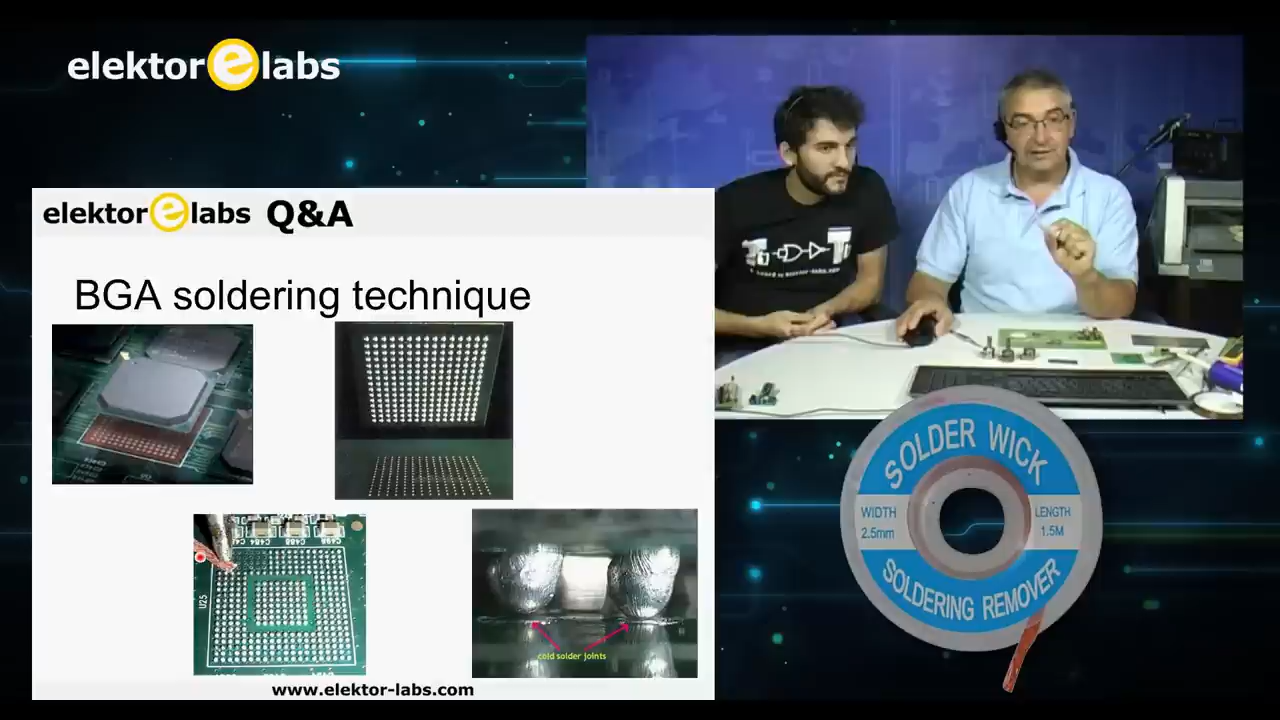 elektor e labs
elektor e labs Q&A
BGA soldering technique
U25
cold solder joints
www.elektor-labs.com
SOLDER WICK
WIDTH
2.5mm
LENGTH
1.5M
SOLDERING REMOVER